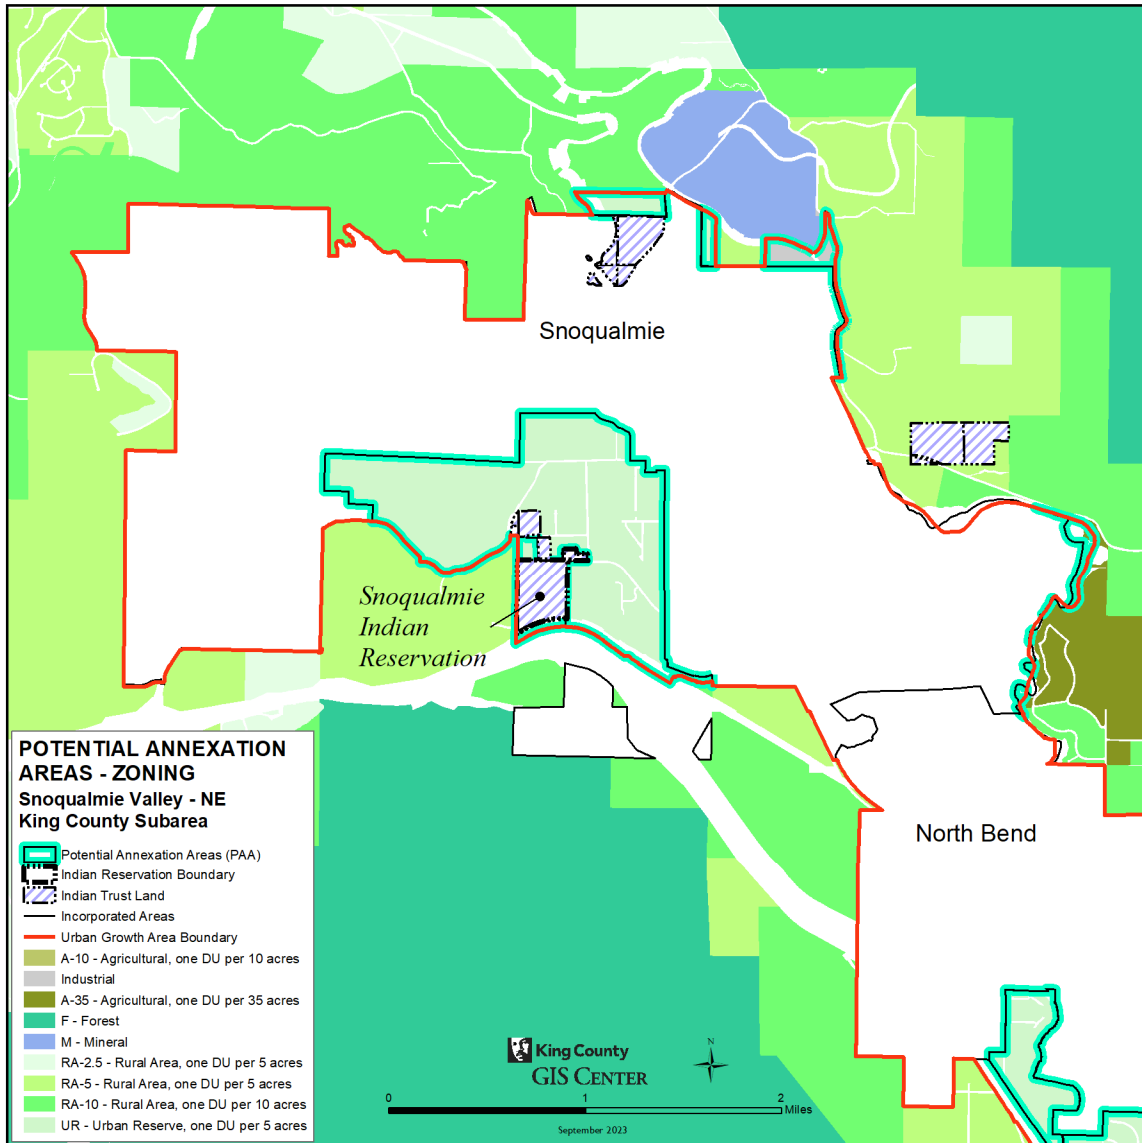 Snoqualmie
Snoqualmie
Indian
Reservation
North Bend
POTENTIAL ANNEXATION
AREAS - ZONING
Snoqualmie Valley - NE
King County Subarea
Potential Annexation Areas (PAA)
Indian Reservation Boundary
Indian Trust Land
Incorporated Areas
Urban Growth Area Boundary
A-10 - Agricultural, one DU per 10 acres
Industrial
A-35 - Agricultural, one DU per 35 acres
F - Forest
M - Mineral
RA-2.5 - Rural Area, one DU per 5 acres
RA-5 - Rural Area, one DU per 5 acres
RA-10 - Rural Area, one DU per 10 acres
UR - Urban Reserve, one DU per 5 acres
King County
GIS CENTER
N
0 1 2
Miles
September 2023